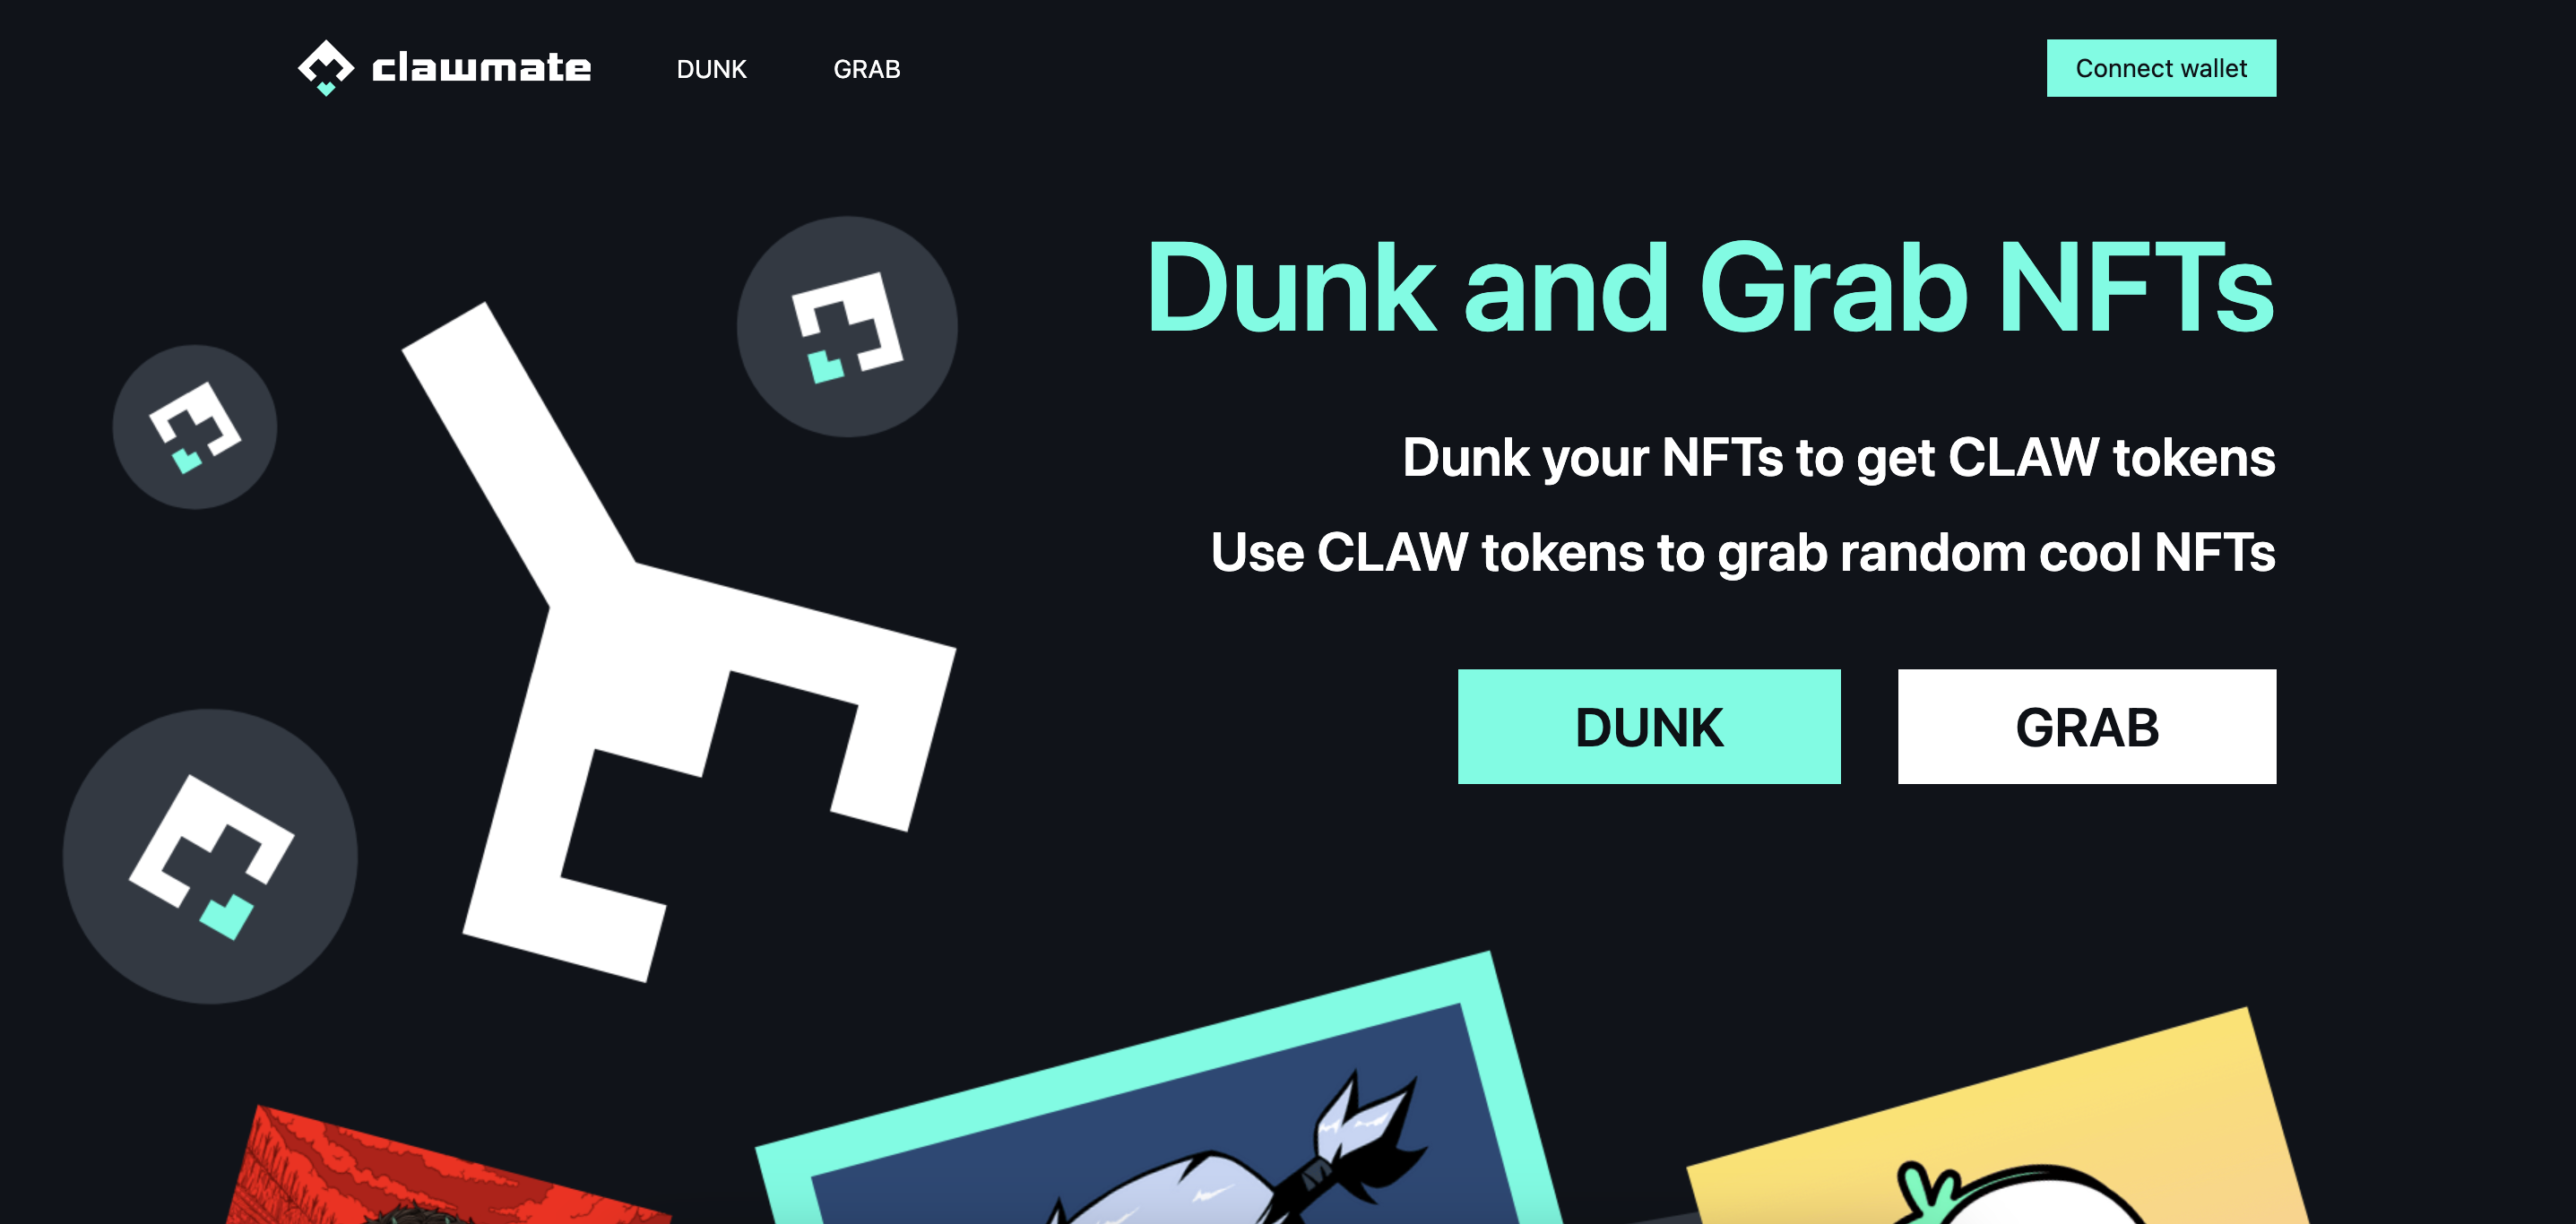 clawmate
DUNK
GRAB
Connect wallet
Dunk and Grab NFTs
Dunk your NFTs to get CLAW tokens
Use CLAW tokens to grab random cool NFTs
DUNK
GRAB